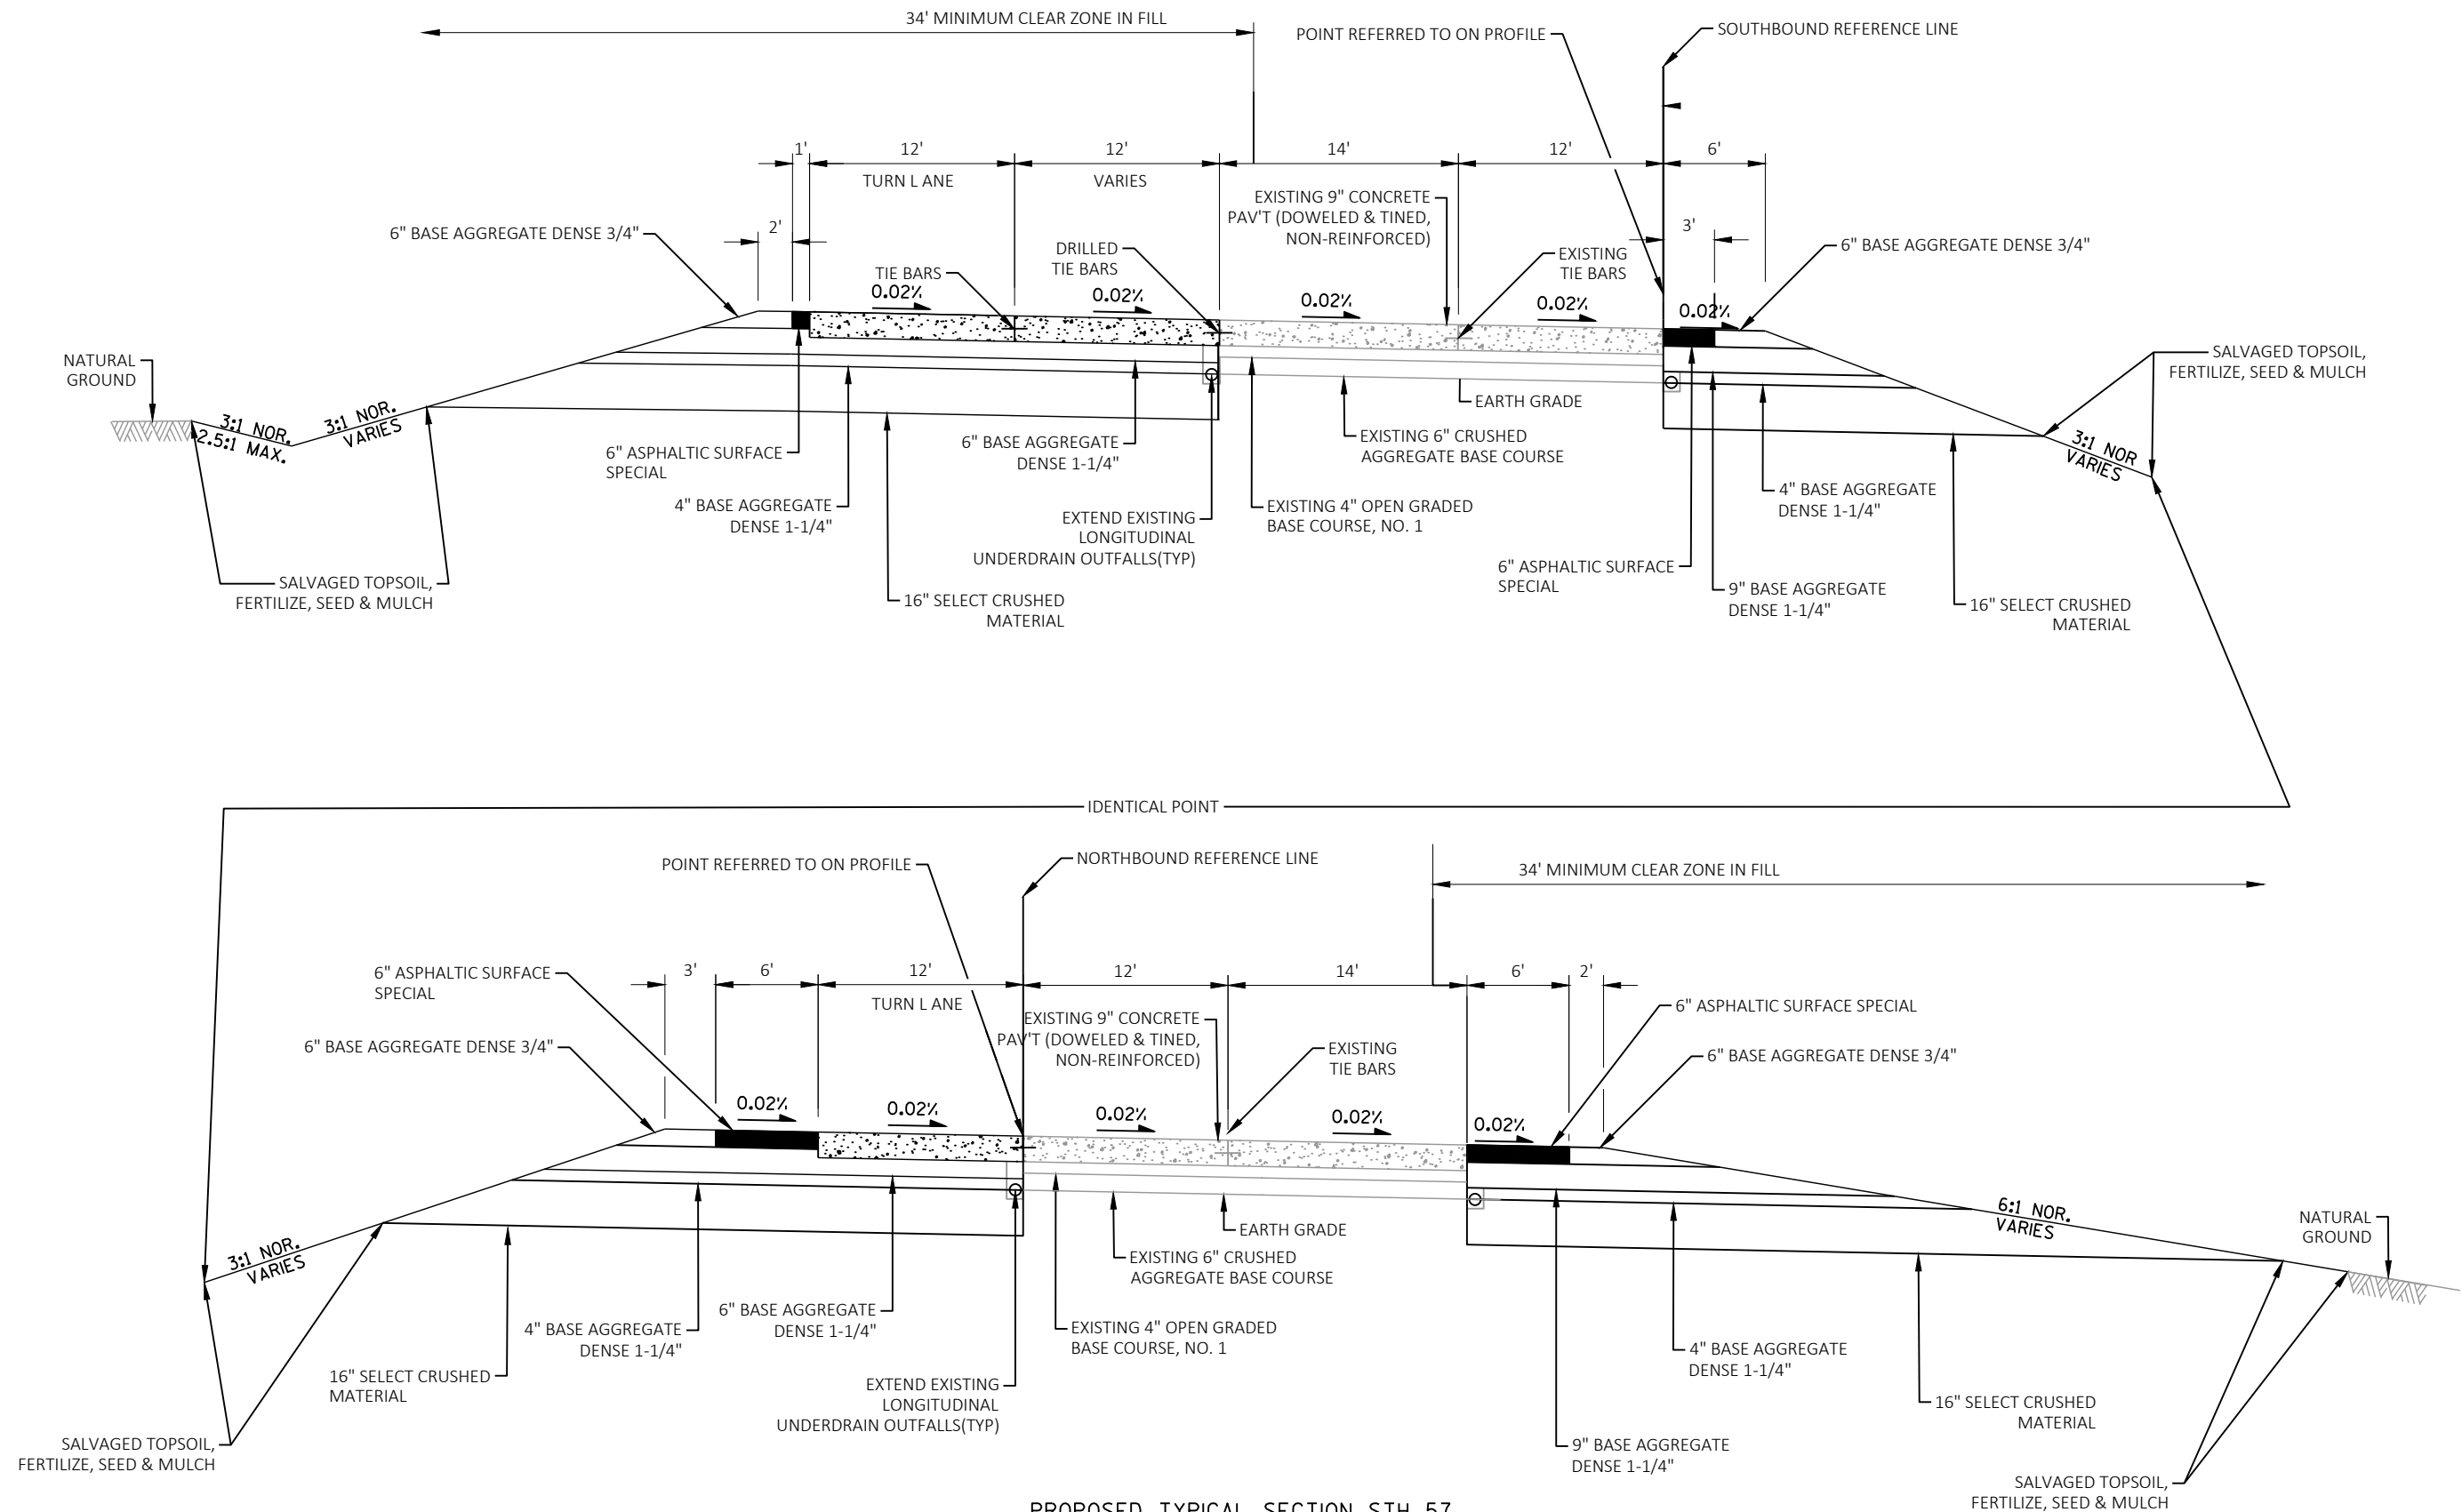 34' MINIMUM CLEAR ZONE IN FILL
POINT REFERRED TO ON PROFILE
SOUTHBOUND REFERENCE LINE
1'
12'
12'
14'
12'
6'
TURN L ANE
VARIES
2'
3'
6" BASE AGGREGATE DENSE 3/4"
EXISTING 9" CONCRETE
PAV'T (DOWELED & TINED,
NON-REINFORCED)
DRILLED
TIE BARS
TIE BARS
EXISTING
TIE BARS
6" BASE AGGREGATE DENSE 3/4"
0.02%
0.02%
0.02%
0.02%
0.02%
NATURAL
GROUND
3:1 NOR.
2.5:1 MAX.
3:1 NOR.
VARIES
SALVAGED TOPSOIL,
FERTILIZE, SEED & MULCH
EARTH GRADE
3:1 NOR
VARIES
6" ASPHALTIC SURFACE
SPECIAL
6" BASE AGGREGATE
DENSE 1-1/4"
EXISTING 6" CRUSHED
AGGREGATE BASE COURSE
4" BASE AGGREGATE
DENSE 1-1/4"
EXTEND EXISTING
LONGITUDINAL
UNDERDRAIN OUTFALLS(TYP)
EXISTING 4" OPEN GRADED
BASE COURSE, NO. 1
4" BASE AGGREGATE
DENSE 1-1/4"
SALVAGED TOPSOIL,
FERTILIZE, SEED & MULCH
16" SELECT CRUSHED
MATERIAL
6" ASPHALTIC SURFACE
SPECIAL
9" BASE AGGREGATE
DENSE 1-1/4"
16" SELECT CRUSHED
MATERIAL
IDENTICAL POINT
POINT REFERRED TO ON PROFILE
NORTHBOUND REFERENCE LINE
34' MINIMUM CLEAR ZONE IN FILL
3'
6'
12'
12'
14'
6'
2'
TURN L ANE
6" ASPHALTIC SURFACE
SPECIAL
6" BASE AGGREGATE DENSE 3/4"
EXISTING 9" CONCRETE
PAV'T (DOWELED & TINED,
NON-REINFORCED)
EXISTING
TIE BARS
6" ASPHALTIC SURFACE SPECIAL
6" BASE AGGREGATE DENSE 3/4"
0.02%
0.02%
0.02%
0.02%
0.02%
3:1 NOR.
VARIES
EARTH GRADE
6:1 NOR.
VARIES
NATURAL
GROUND
EXISTING 6" CRUSHED
AGGREGATE BASE COURSE
6" BASE AGGREGATE
DENSE 1-1/4"
4" BASE AGGREGATE
DENSE 1-1/4"
EXISTING 4" OPEN GRADED
BASE COURSE, NO. 1
4" BASE AGGREGATE
DENSE 1-1/4"
16" SELECT CRUSHED
MATERIAL
EXTEND EXISTING
LONGITUDINAL
UNDERDRAIN OUTFALLS(TYP)
16" SELECT CRUSHED
MATERIAL
SALVAGED TOPSOIL,
FERTILIZE, SEED & MULCH
9" BASE AGGREGATE
DENSE 1-1/4"
SALVAGED TOPSOIL,
FERTILIZE, SEED & MULCH
PROPOSED TYPICAL SECTION STH 57